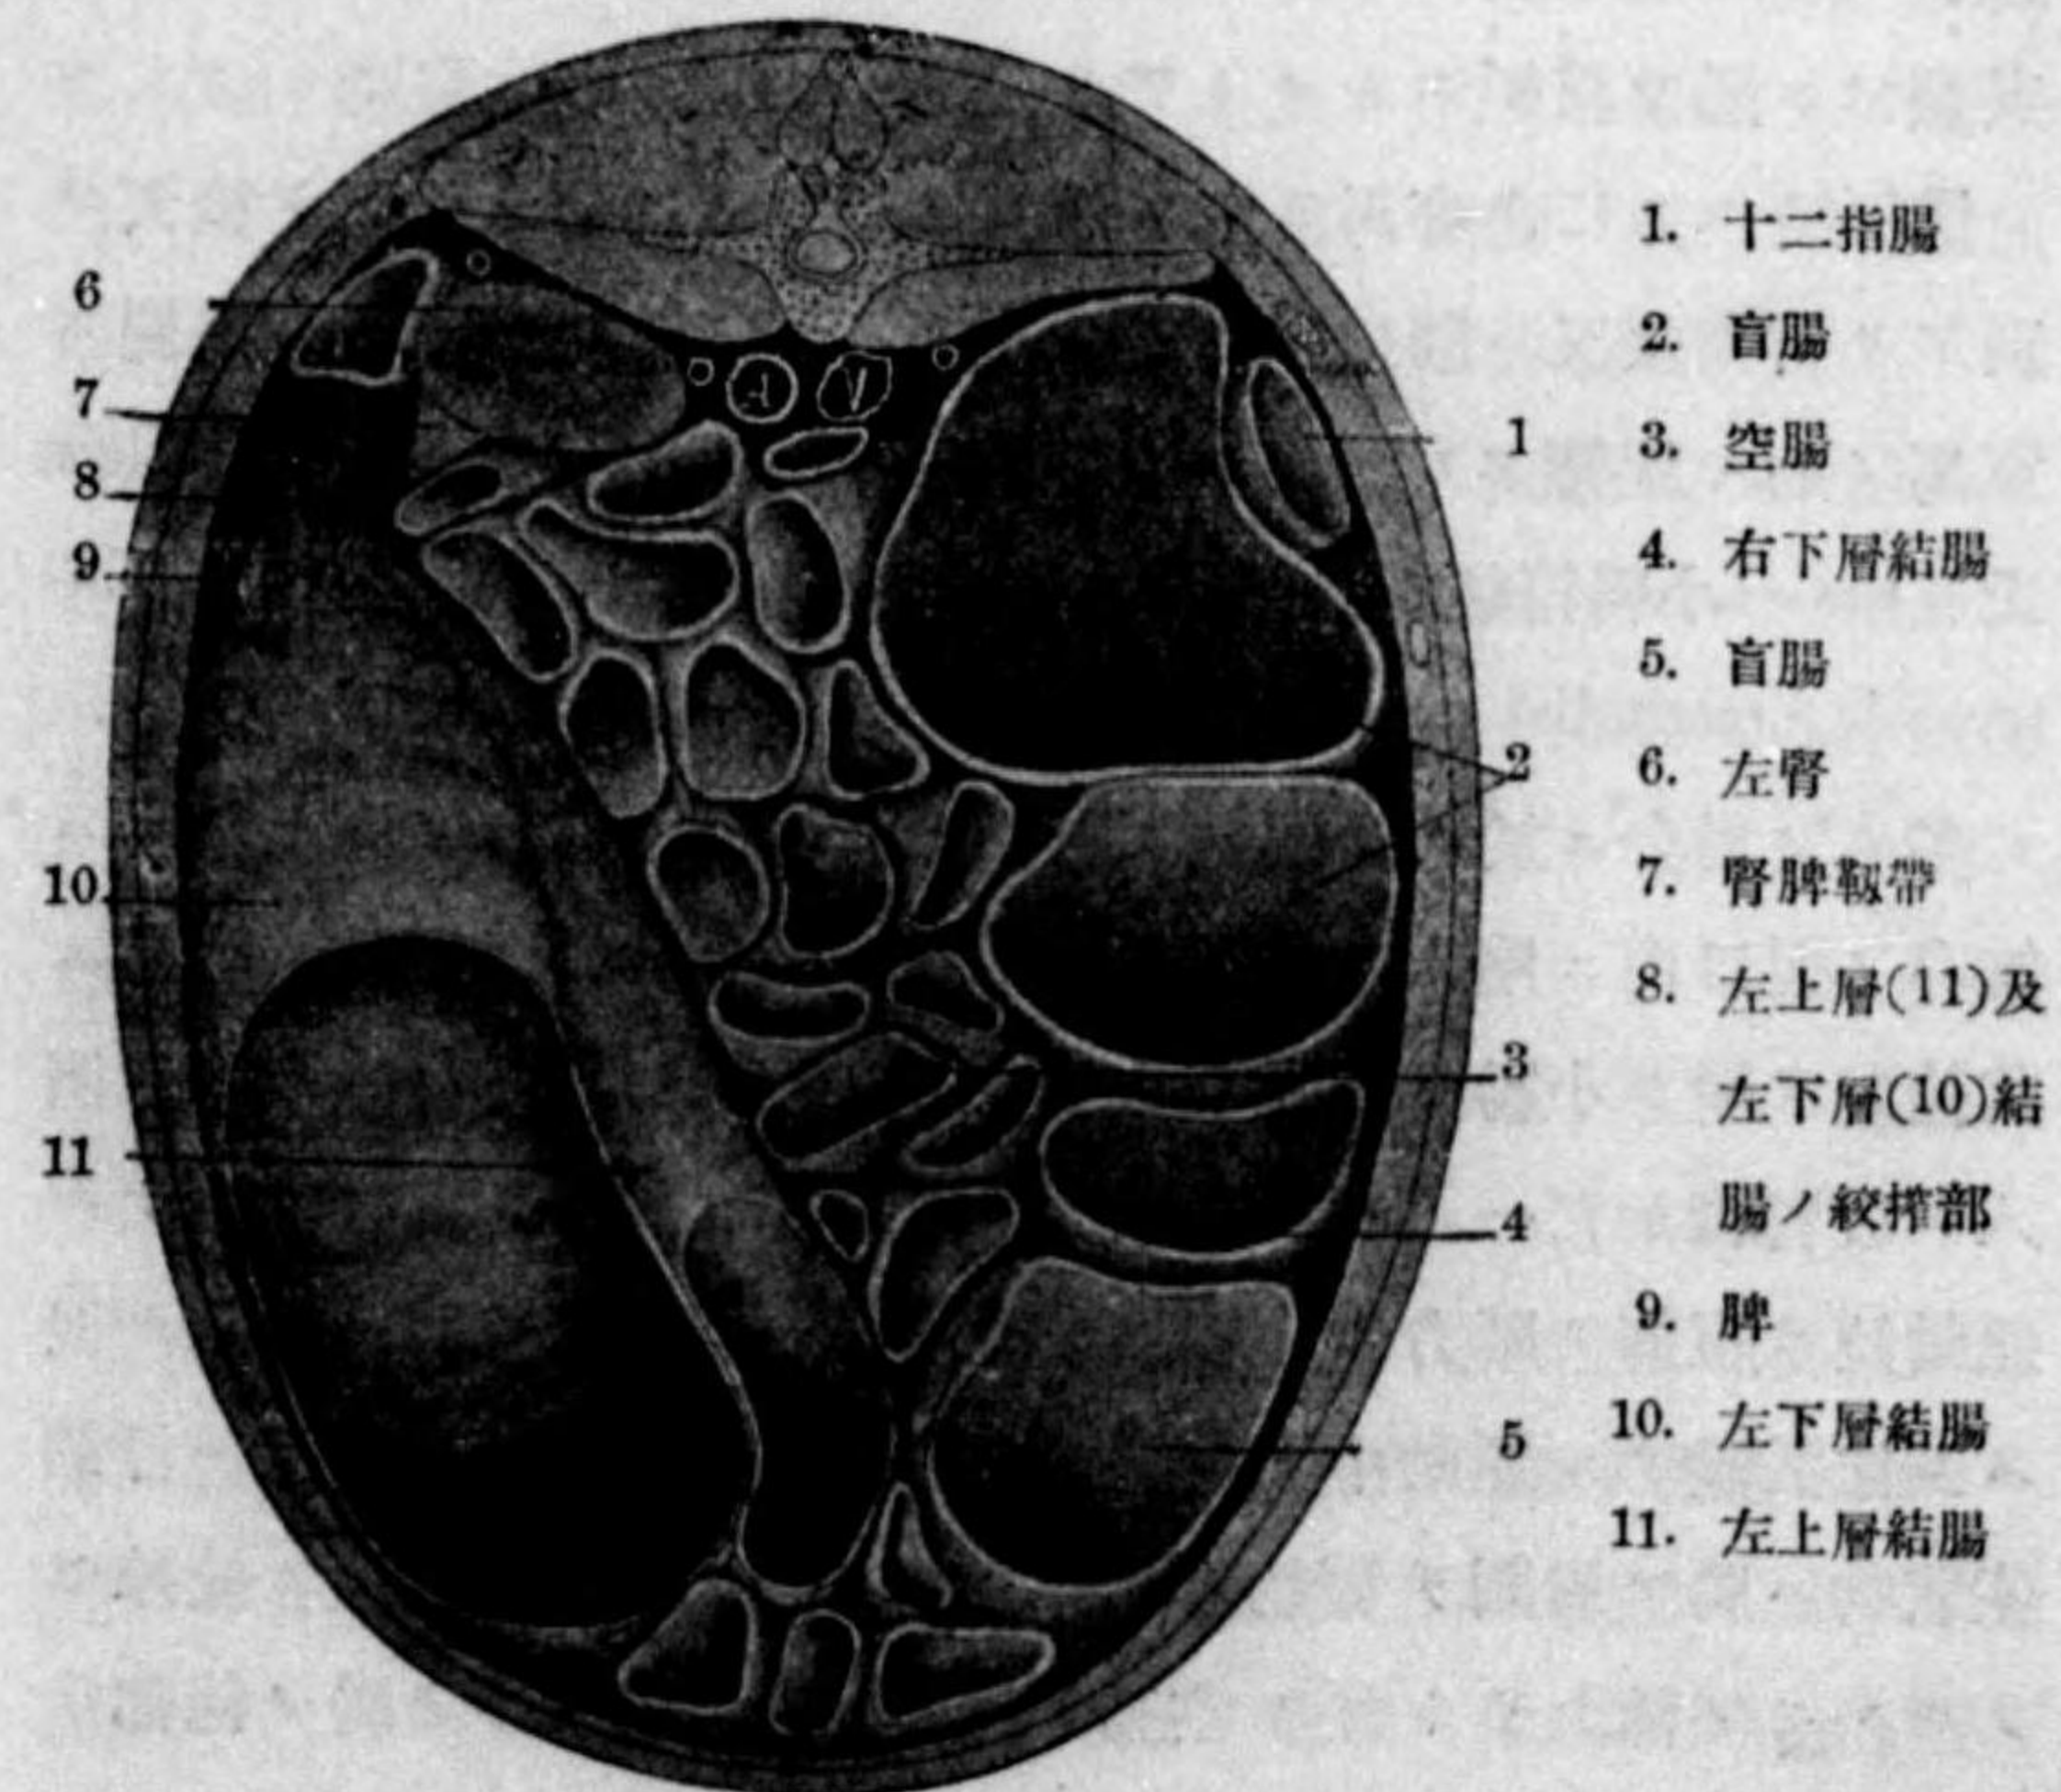 6
7
8
9
10
11
A
V
1
2
3
4
5
1. 十二指腸
2. 盲腸
3. 空腸
4. 右下層結腸
5. 盲腸
6. 左腎
7. 腎脾靱帶
8. 左上層(11)及
左下層(10)結
腸ノ絞搾部
9. 脾
10. 左下層結腸
11. 左上層結腸